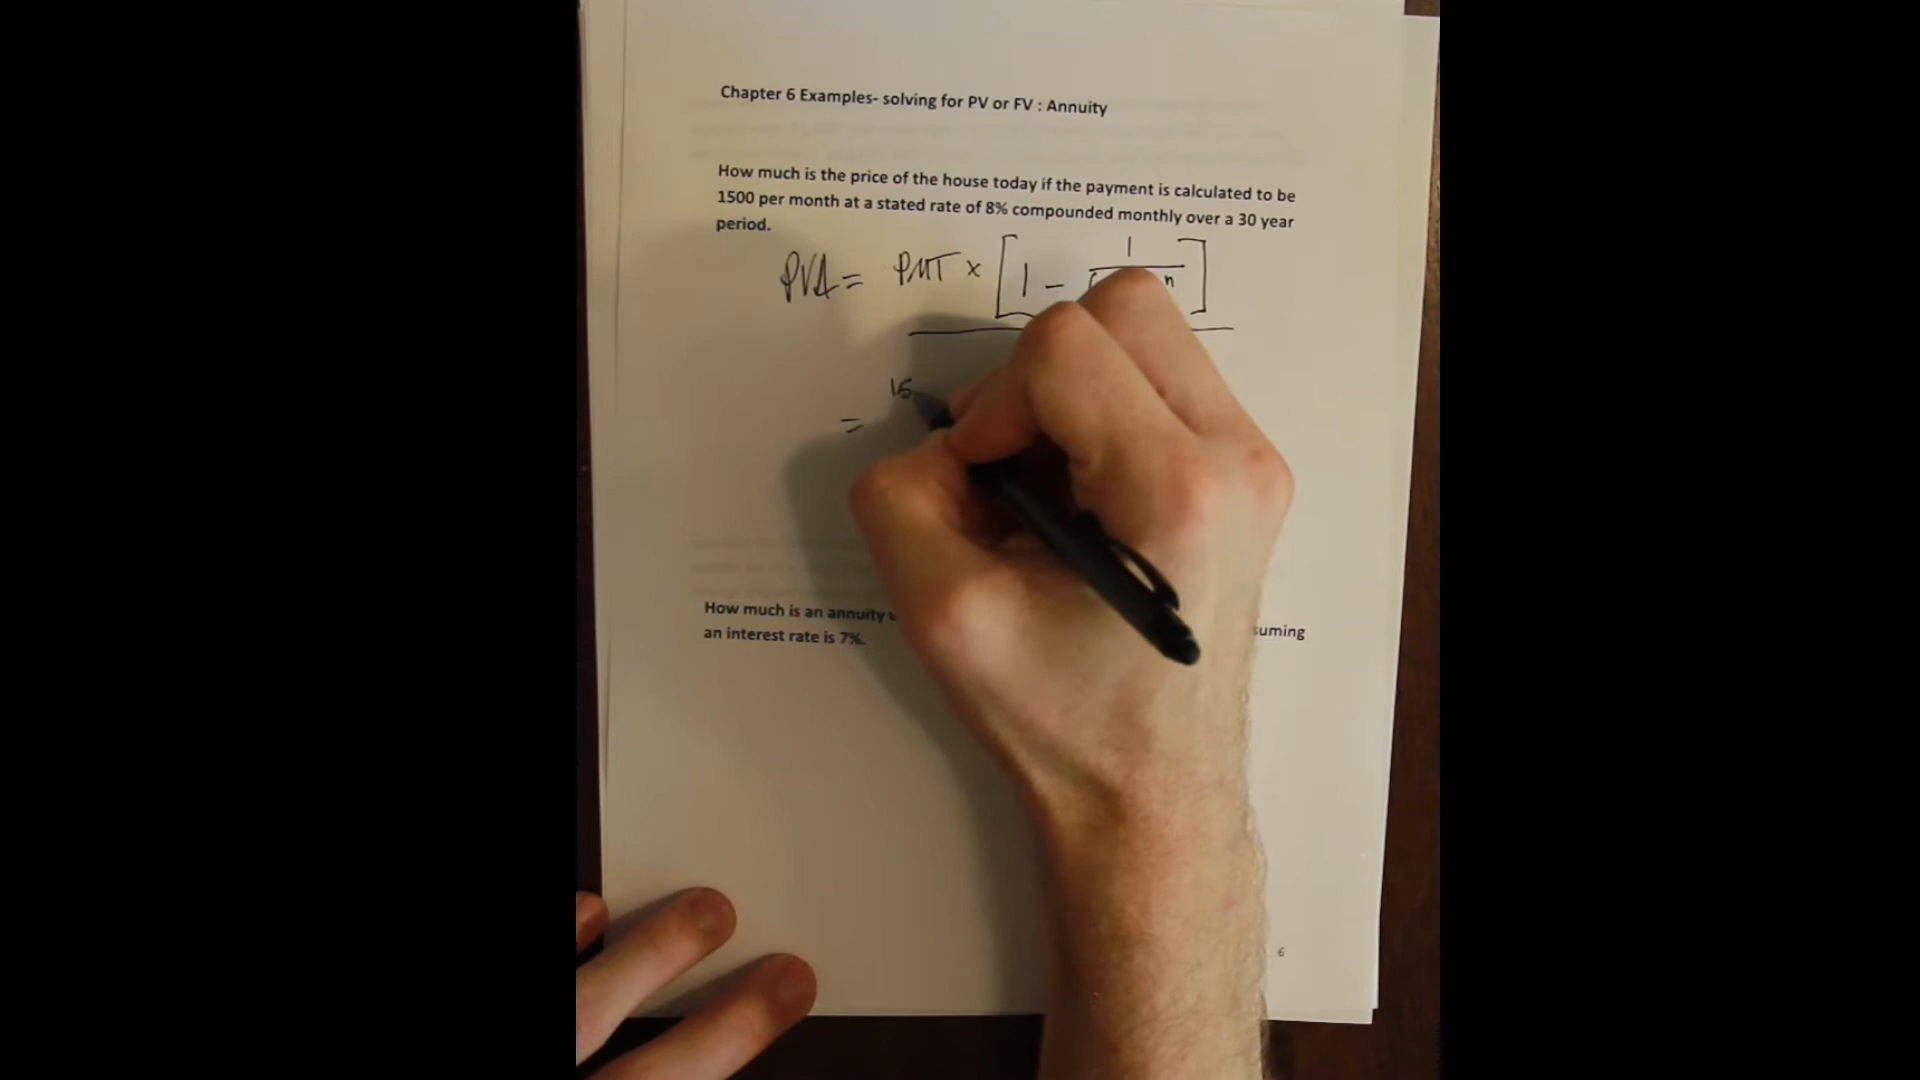 Chapter 6 Examples- solving for PV or FV : Annuity
How much is the price of the house today if the payment is calculated to be
1500 per month at a stated rate of 8% compounded monthly over a 30 year
period.
PVA = PMT x [ 1 - 1 n ]
= 15
How much is an annuity
an interest rate is 7%.
6